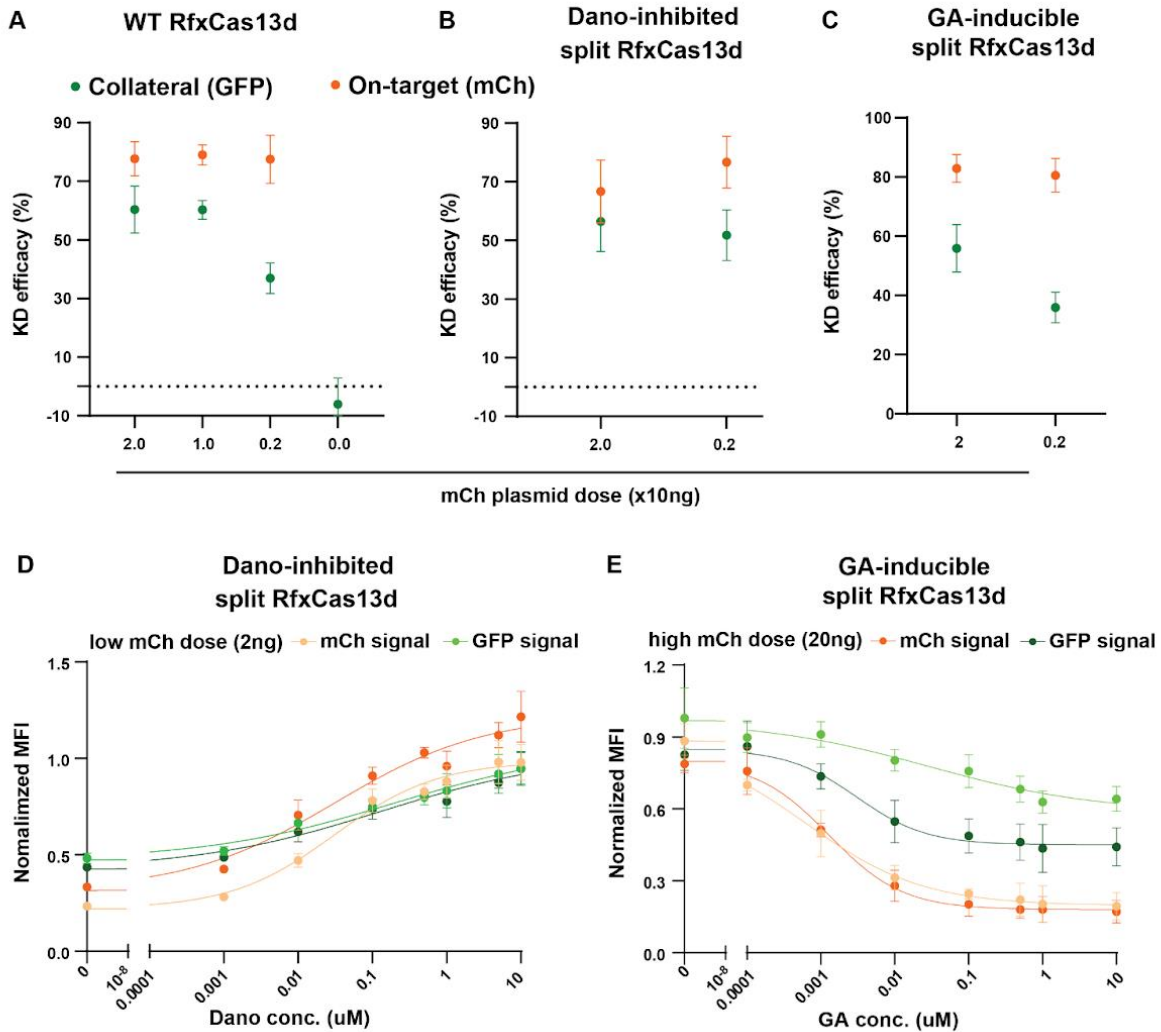 A
WT RfxCas13d
B
Dano-inhibited
split RfxCas13d
C
GA-inducible
split RfxCas13d
Collateral (GFP)
On-target (mCh)
KD efficacy (%)
90
70
50
30
10
-10
2.0
1.0
0.2
0.0
KD efficacy (%)
90
70
50
30
10
-10
2.0
0.2
KD efficacy (%)
100
80
60
40
20
0
2
0.2
mCh plasmid dose (x10ng)
D
Dano-inhibited
split RfxCas13d
low mCh dose (2ng)
mCh signal
GFP signal
Nomalimzed MFI
1.5
1.0
0.5
0.0
0
10-8
0.0001
0.001
0.01
0.1
1
10
Dano conc. (uM)
E
GA-inducible
split RfxCas13d
high mCh dose (20ng)
mCh signal
GFP signal
Normalized MFI
1.2
0.9
0.6
0.3
0.0
0
10-8
0.0001
0.001
0.01
0.1
1
10
GA conc. (uM)